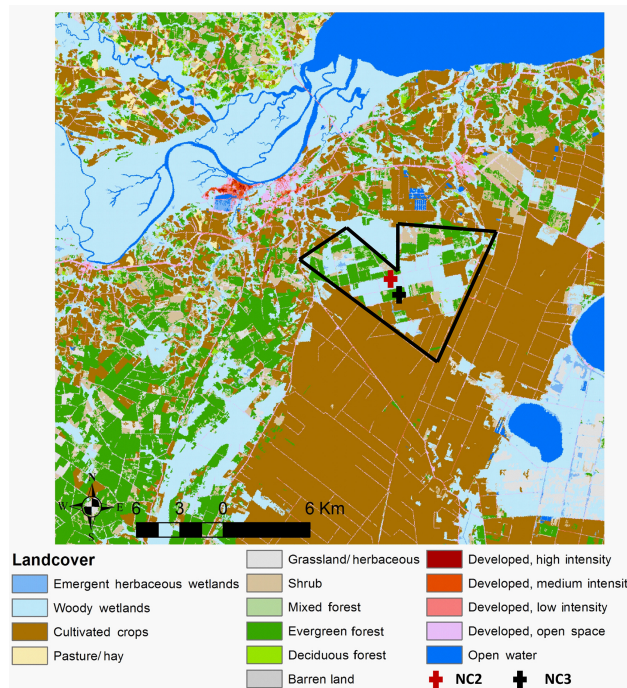 N
W E
S
6 3 0 6 Km
Landcover
Emergent herbaceous wetlands
Woody wetlands
Cultivated crops
Pasture/hay
Grassland/herbaceous
Shrub
Mixed forest
Evergreen forest
Deciduous forest
Barren land
Developed, high intensity
Developed, medium intensit
Developed, low intensity
Developed, open space
Open water
NC2 NC3